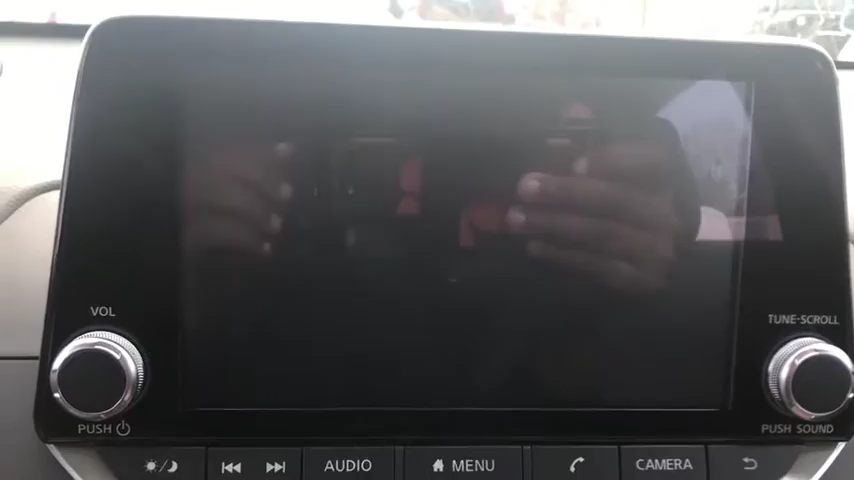 VOL
TUNE·SCROLL
PUSH
PUSH SOUND
AUDIO
MENU
CAMERA